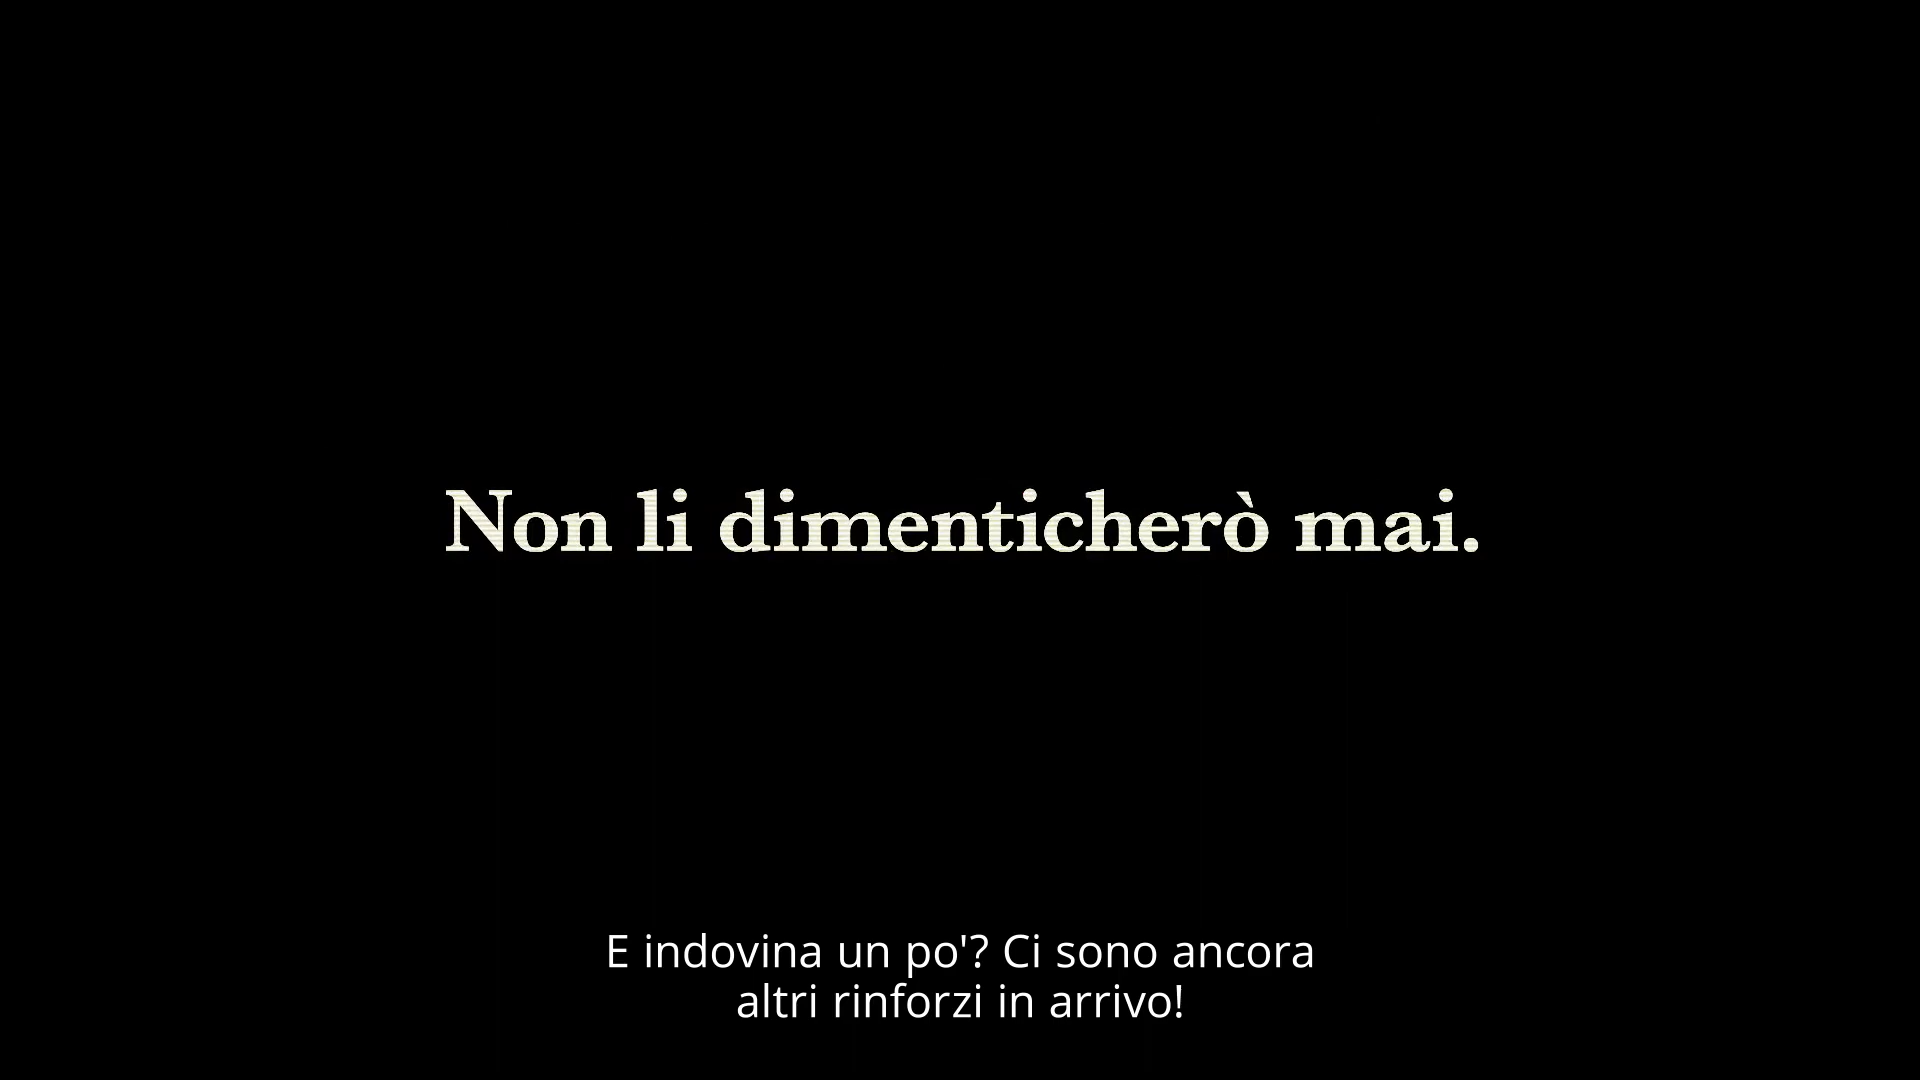 Non li dimenticherò mai.
E indovina un po'? Ci sono ancora
altri rinforzi in arrivo!